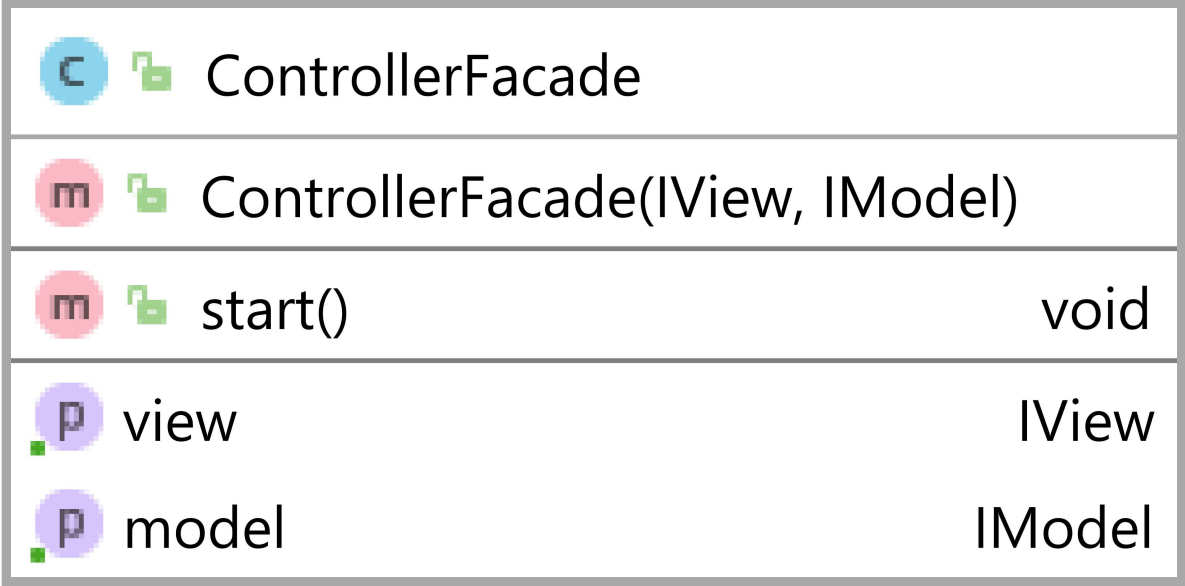 C ControllerFacade
m ControllerFacade(IView, IModel)
m start() void
p view IView
p model IModel